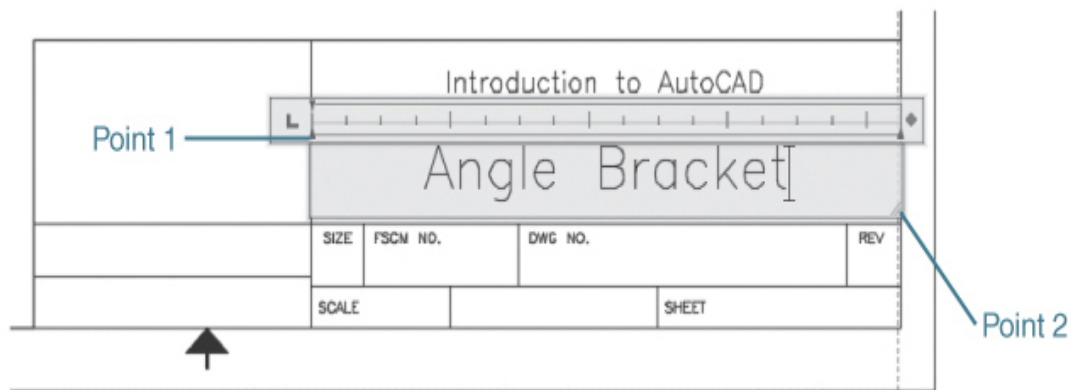 Introduction to AutoCAD
L
Point 1
Angle Bracket
SIZE FSCM NO. DWG NO. REV
SCALE SHEET
Point 2